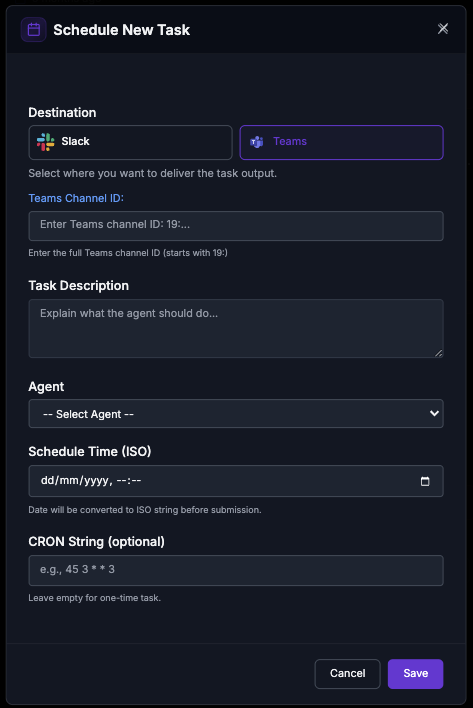 Schedule New Task
Destination
Slack
Teams
Select where you want to deliver the task output.
Teams Channel ID:
Enter Teams channel ID: 19:...
Enter the full Teams channel ID (starts with 19:)
Task Description
Explain what the agent should do...
Agent
-- Select Agent --
Schedule Time (ISO)
dd/mm/yyyy, --:--
Date will be converted to ISO string before submission.
CRON String (optional)
e.g., 45 3 * * 3
Leave empty for one-time task.
Cancel
Save